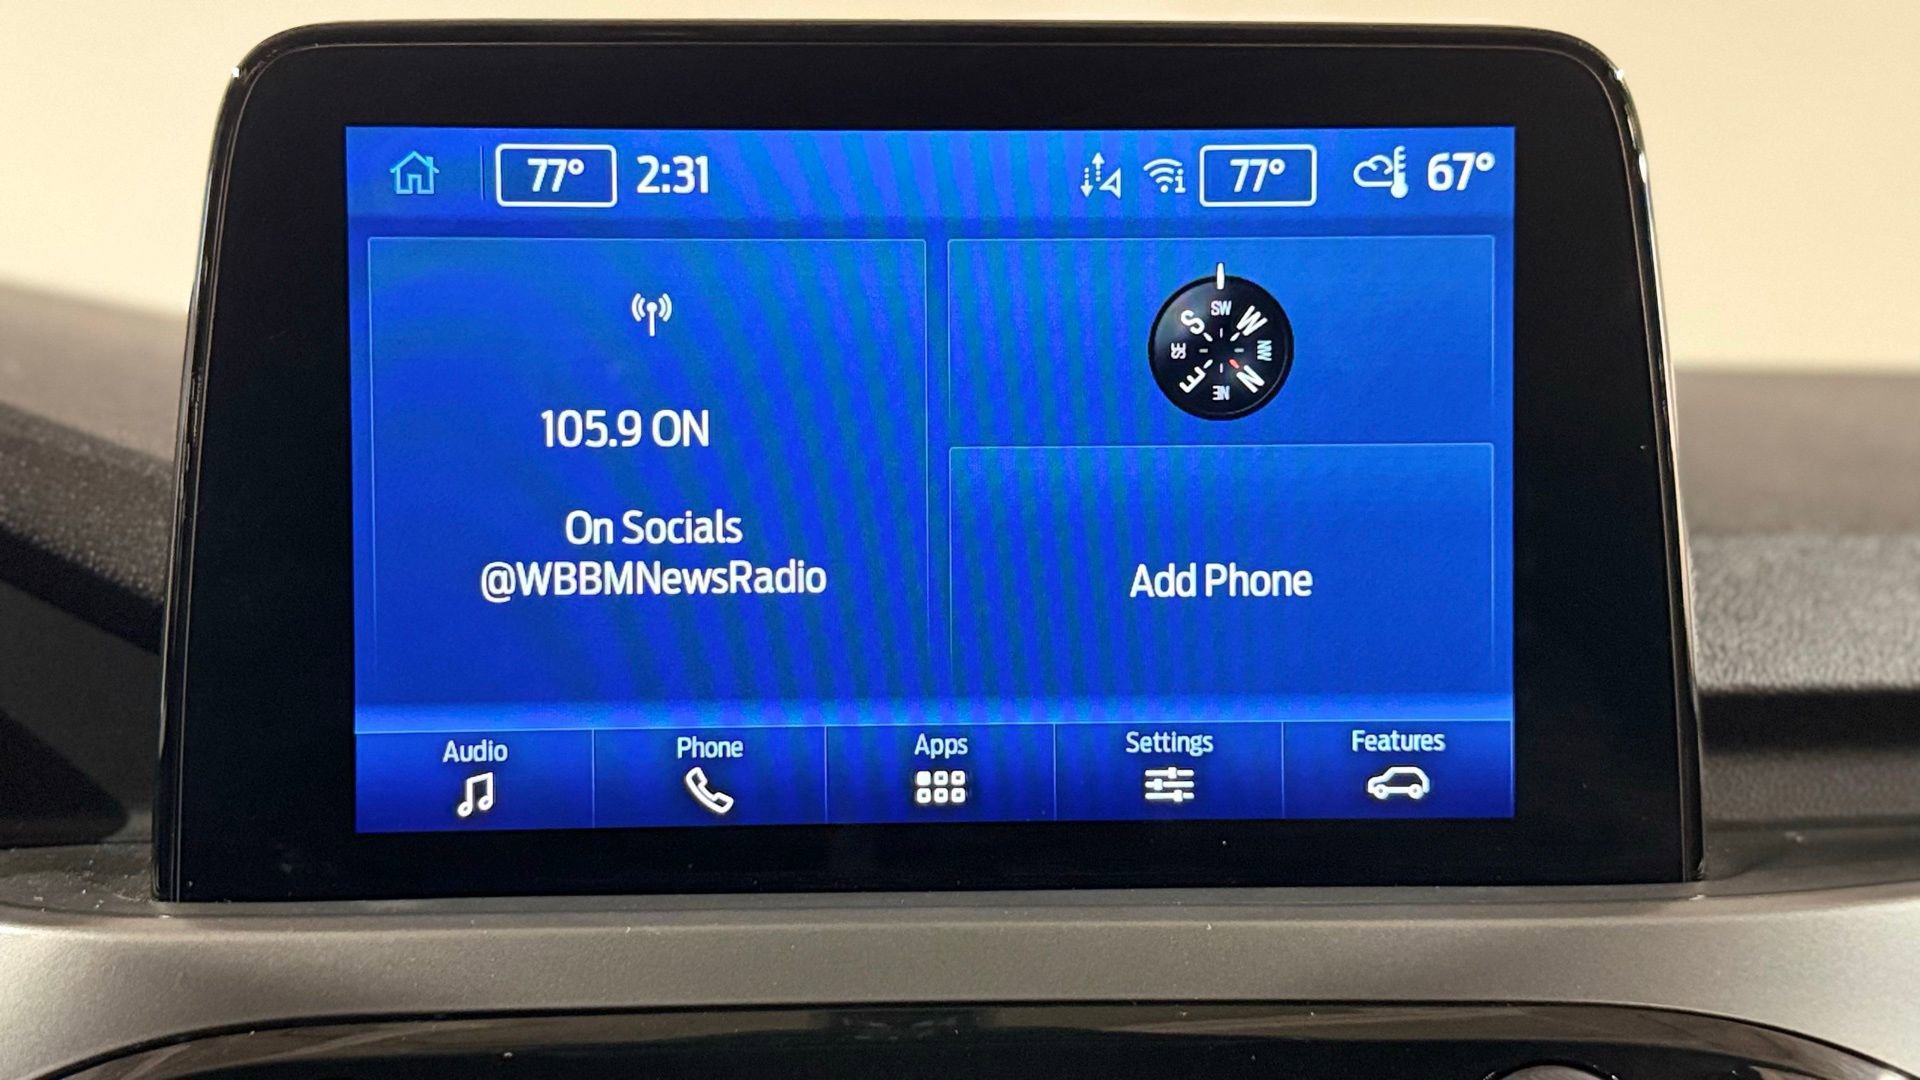 77° 2:31 77° 67°
105.9 ON
On Socials
@WBBMNewsRadio
SW
S W
SE NW
E N
NE
Add Phone
Audio Phone Apps Settings Features